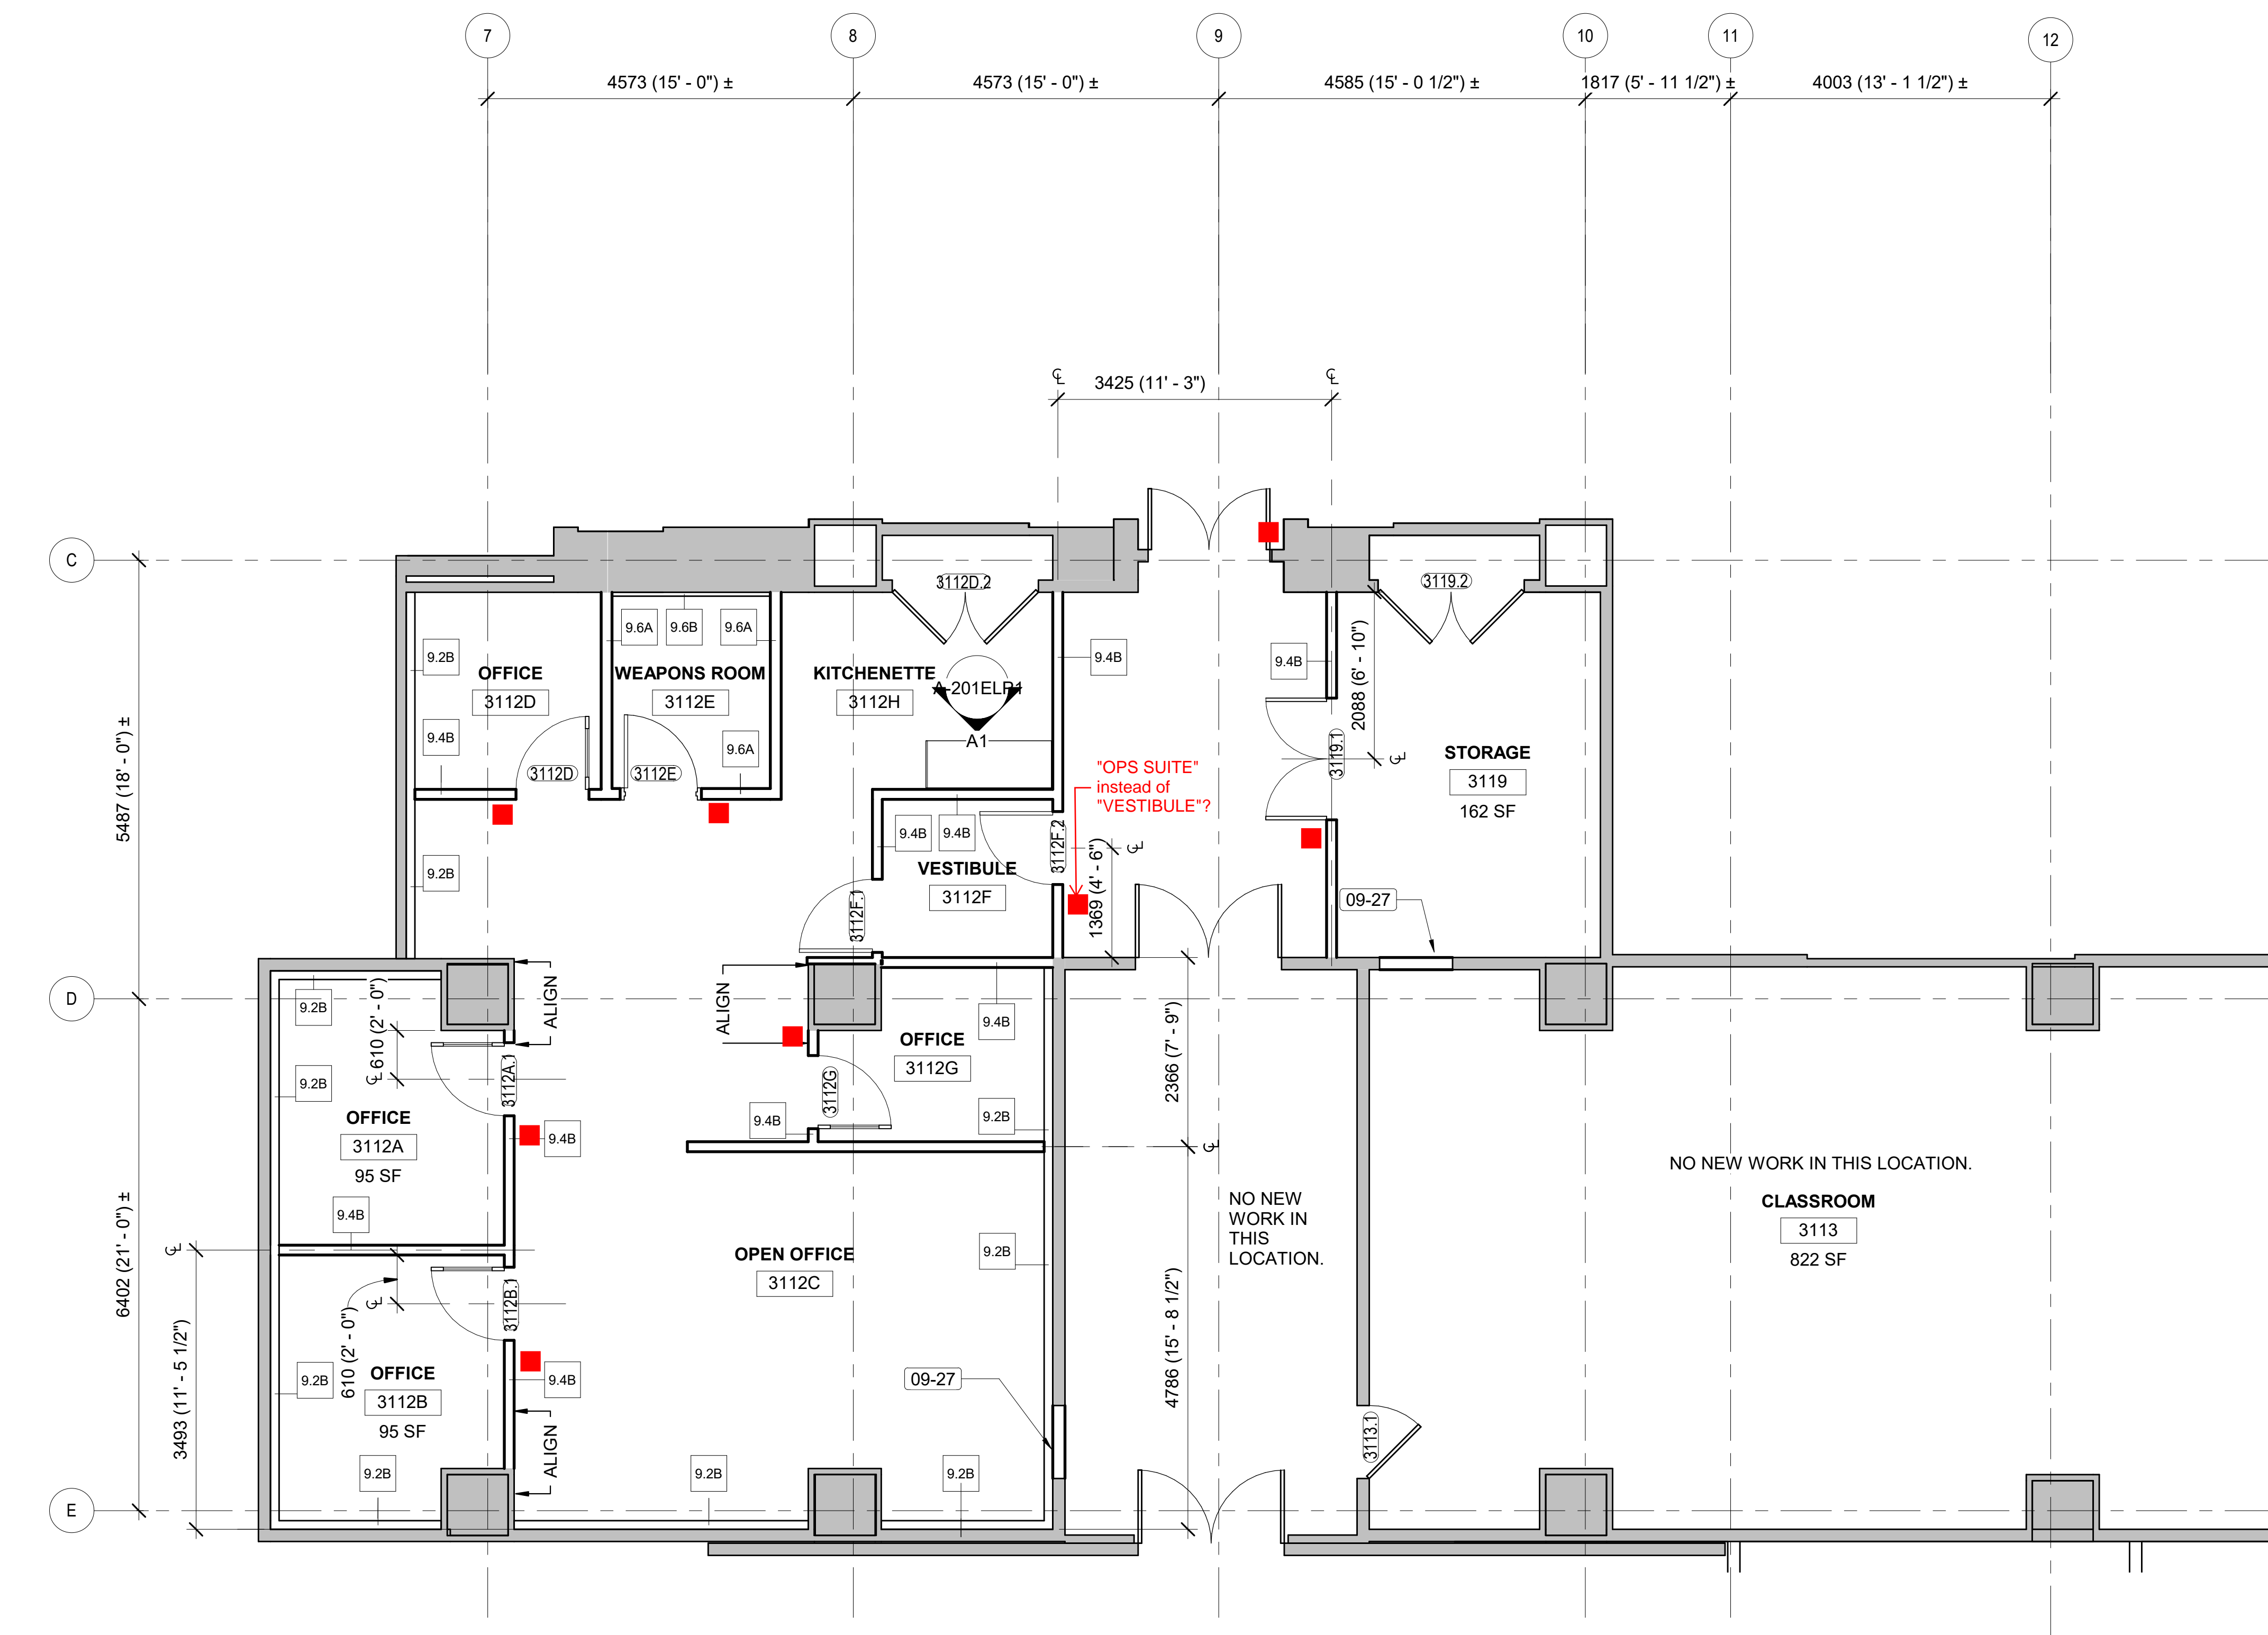 7
8
9
10
11
12
4573 (15' - 0") ±
4573 (15' - 0") ±
4585 (15' - 0 1/2") ±
1817 (5' - 11 1/2") ±
4003 (13' - 1 1/2") ±
℄
3425 (11' - 3")
℄
C
3112D.2
3119.2
9.6A
9.6B
9.6A
9.2B
9.4B
9.4B
OFFICE
3112D
WEAPONS ROOM
3112E
KITCHENETTE
3112H
A-201ELR1
A1
2088 (6' - 10")
9.4B
9.6A
3112D
3112E
3119.1
℄
STORAGE
3119
162 SF
"OPS SUITE"
instead of
"VESTIBULE"?
5487 (18' - 0") ±
9.4B
9.4B
3112F.2
℄
1369 (4' - 6")
9.2B
VESTIBULE
3112F
3112F.1
09-27
D
9.2B
610 (2' - 0")
ALIGN
ALIGN
9.4B
OFFICE
3112G
2366 (7' - 9")
9.2B
℄
3112A.1
3112G
OFFICE
3112A
95 SF
9.4B
9.4B
9.2B
℄
NO NEW WORK IN THIS LOCATION.
CLASSROOM
3113
822 SF
NO NEW
WORK IN
THIS
LOCATION.
6402 (21' - 0") ±
9.4B
℄
OPEN OFFICE
3112C
9.2B
℄
3112B.1
610 (2' - 0")
4786 (15' - 8 1/2")
3493 (11' - 5 1/2")
OFFICE
3112B
95 SF
9.2B
9.4B
09-27
ALIGN
3113.1
9.2B
9.2B
9.2B
E